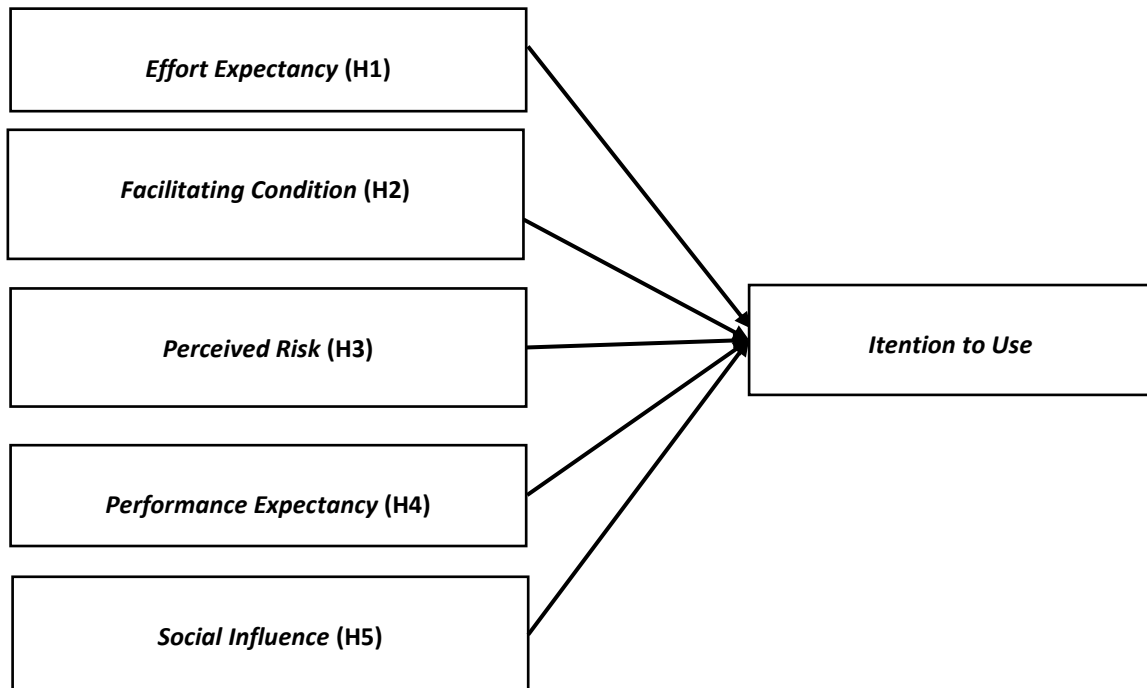 Effort Expectancy (H1)
Facilitating Condition (H2)
Perceived Risk (H3)
Itention to Use
Performance Expectancy (H4)
Social Influence (H5)